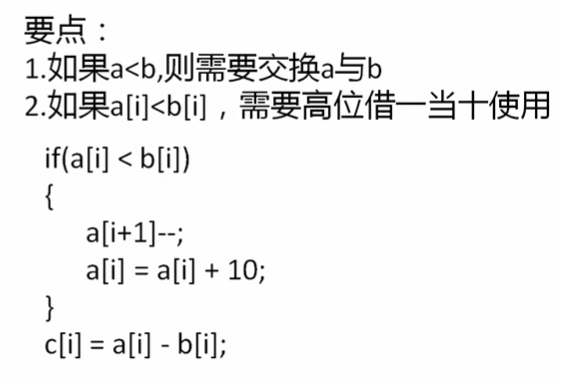 要点：
1.如果a<b,则需要交换a与b
2.如果a[i]<b[i]，需要高位借一当十使用
if(a[i] < b[i])
{
a[i+1]--;
a[i] = a[i] + 10;
}
c[i] = a[i] - b[i];